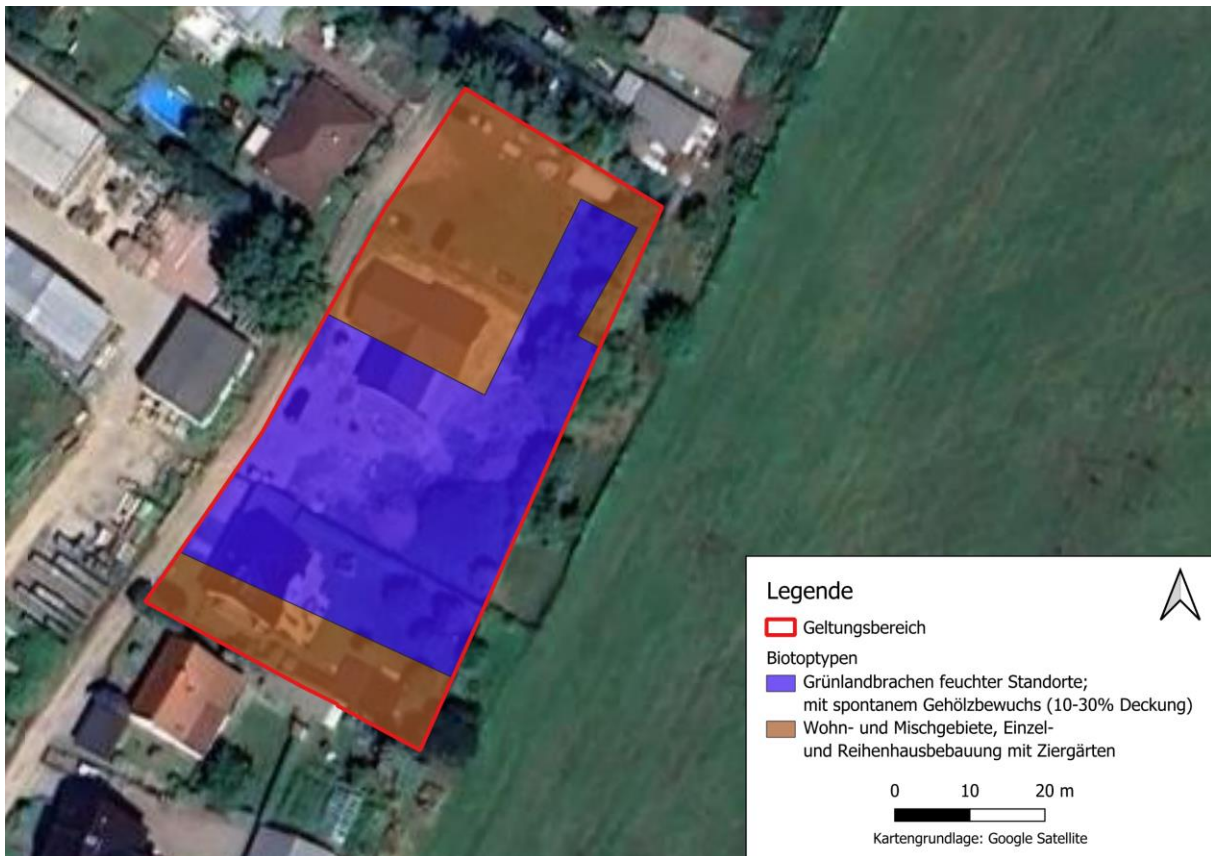 Legende
Geltungsbereich
Biotoptypen
Grünlandbrachen feuchter Standorte;
mit spontanem Gehölzbewuchs (10-30% Deckung)
Wohn- und Mischgebiete, Einzel-
und Reihenhausbebauung mit Ziergärten
0 10 20 m
Kartengrundlage: Google Satellite